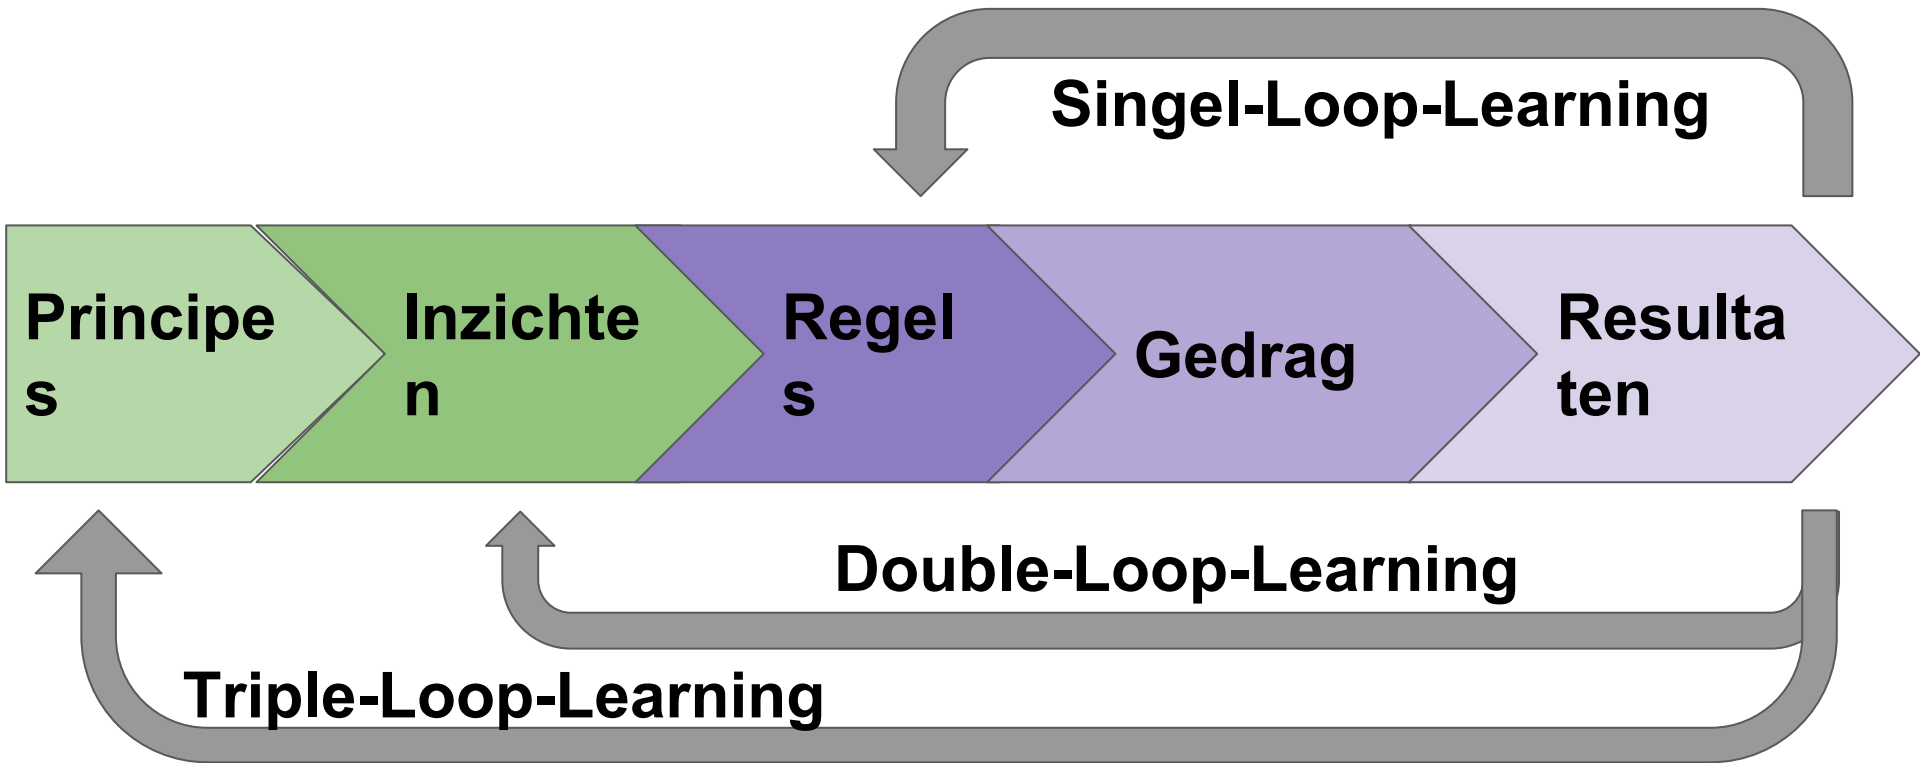 Singel-Loop-Learning
Principe
s
Inzichte
n
Regel
s
Gedrag
Resulta
ten
Double-Loop-Learning
Triple-Loop-Learning